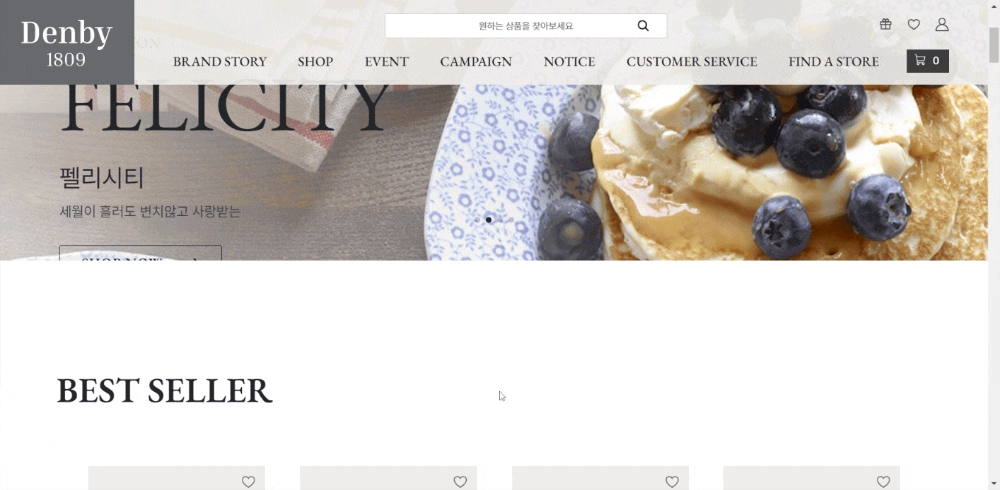 Denby
1809
원하는 상품을 찾아보세요
BRAND STORY
SHOP
EVENT
CAMPAIGN
NOTICE
CUSTOMER SERVICE
FIND A STORE
0
FELICITY
펠리시티
세월이 흘러도 변치않고 사랑받는
SHOP NOW
BEST SELLER